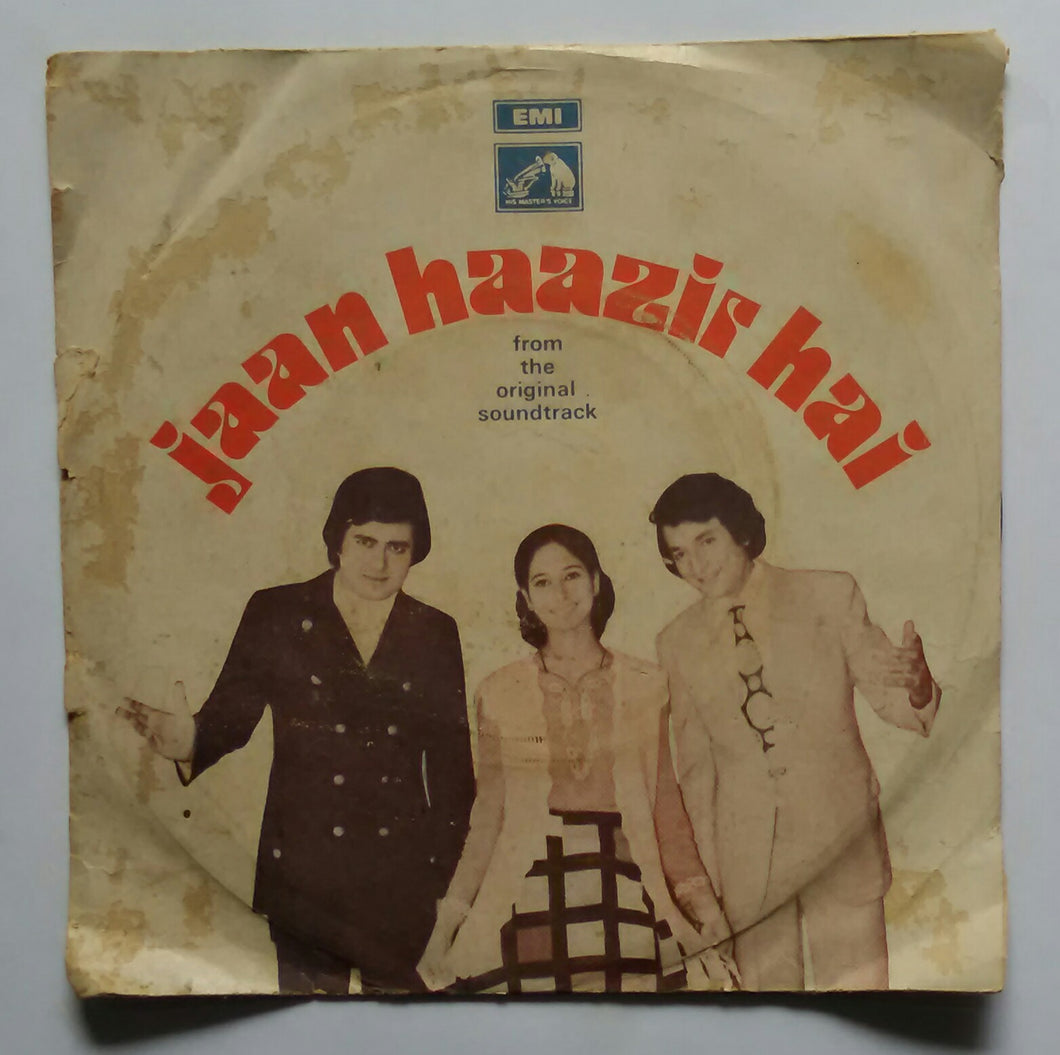 EMI
HIS MASTER'S VOICE
jaan haazir hai
from
the
original
soundtrack